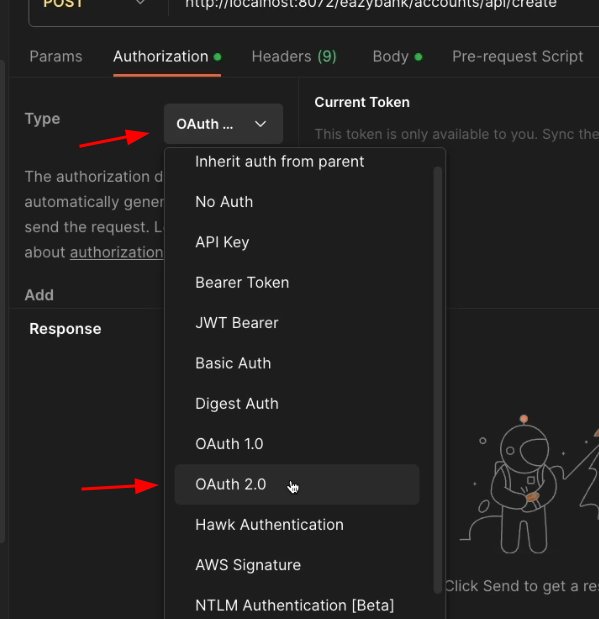 POST http://localhost:8072/eazybank/accounts/api/create
Params Authorization Headers (9) Body Pre-request Script
Type OAuth ... Current Token
This token is only available to you. Sync the
Inherit auth from parent
The authorization d
automatically gener No Auth
send the request. L
API Key
about authorization
Bearer Token
Add
JWT Bearer
Response
Basic Auth
Digest Auth
OAuth 1.0
OAuth 2.0
Hawk Authentication
AWS Signature
Click Send to get a res
NTLM Authentication [Beta]